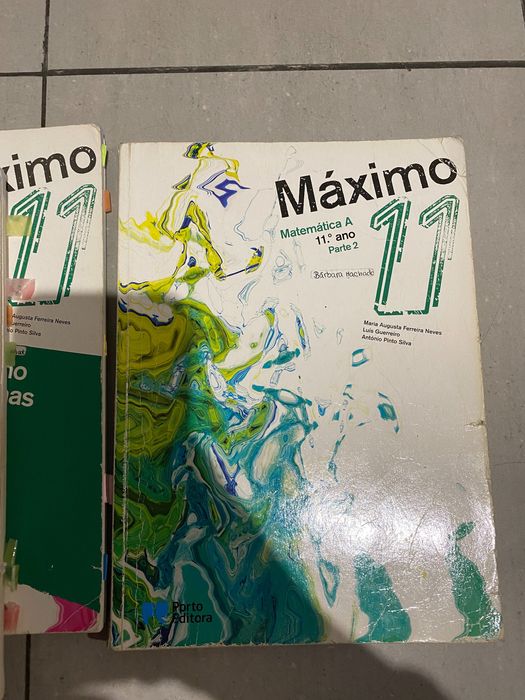 Máximo
11
Matemática A
11.º ano
Parte 2
Bárbara Machado
Maria Augusta Ferreira Neves
Luís Guerreiro
António Pinto Silva
Porto
Editora
ximo
11
Augusta Ferreira Neves
erreiro
Pinto Silva
no
as